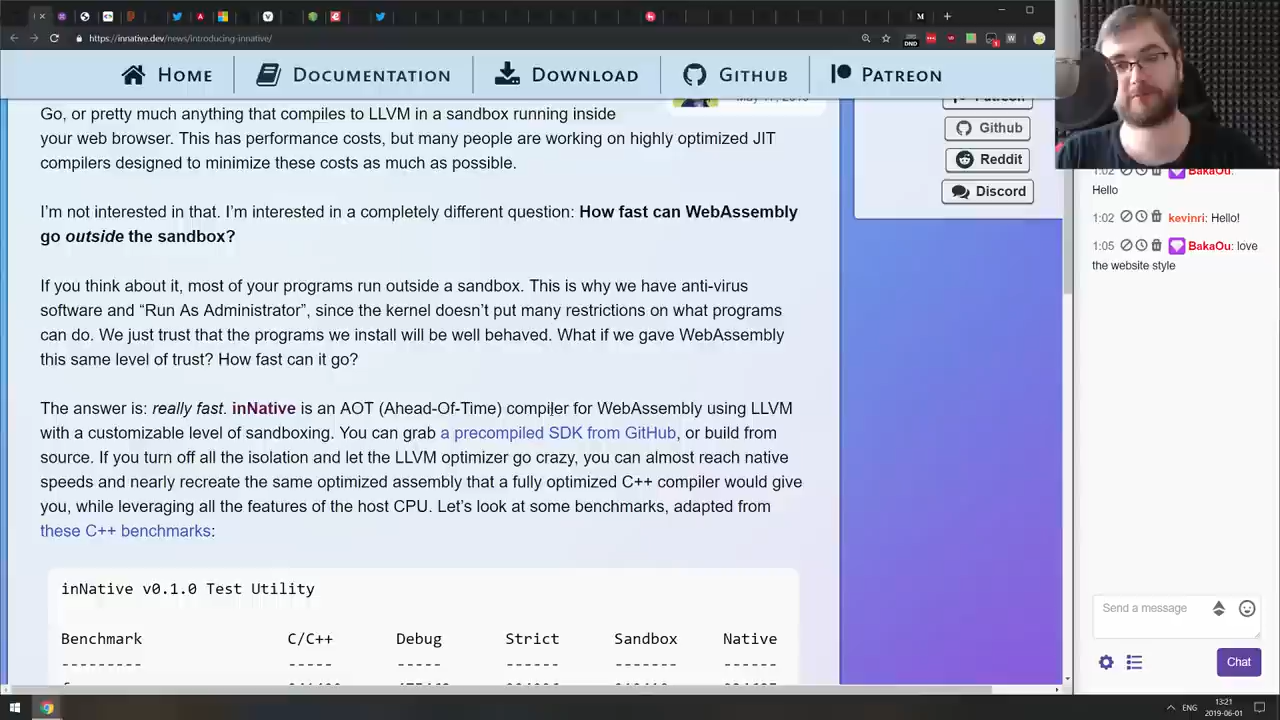 https://innative.dev/news/introducing-innative/
DND
HOME
DOCUMENTATION
DOWNLOAD
GITHUB
PATREON
Go, or pretty much anything that compiles to LLVM in a sandbox running inside
your web browser. This has performance costs, but many people are working on highly optimized JIT
compilers designed to minimize these costs as much as possible.
I'm not interested in that. I'm interested in a completely different question: How fast can WebAssembly
go outside the sandbox?
If you think about it, most of your programs run outside a sandbox. This is why we have anti-virus
software and “Run As Administrator”, since the kernel doesn't put many restrictions on what programs
can do. We just trust that the programs we install will be well behaved. What if we gave WebAssembly
this same level of trust? How fast can it go?
The answer is: really fast. inNative is an AOT (Ahead-Of-Time) compiler for WebAssembly using LLVM
with a customizable level of sandboxing. You can grab a precompiled SDK from GitHub, or build from
source. If you turn off all the isolation and let the LLVM optimizer go crazy, you can almost reach native
speeds and nearly recreate the same optimized assembly that a fully optimized C++ compiler would give
you, while leveraging all the features of the host CPU. Let's look at some benchmarks, adapted from
these C++ benchmarks:
inNative v0.1.0 Test Utility
Benchmark C/C++ Debug Strict Sandbox Native
--------- ----- ----- ------ ------- ------
Patreon
Github
Reddit
Discord
1:02 BakaOu:
Hello
1:02 kevinri: Hello!
1:05 BakaOu: love
the website style
Send a message
Chat
ENG
13:21
2019-06-01